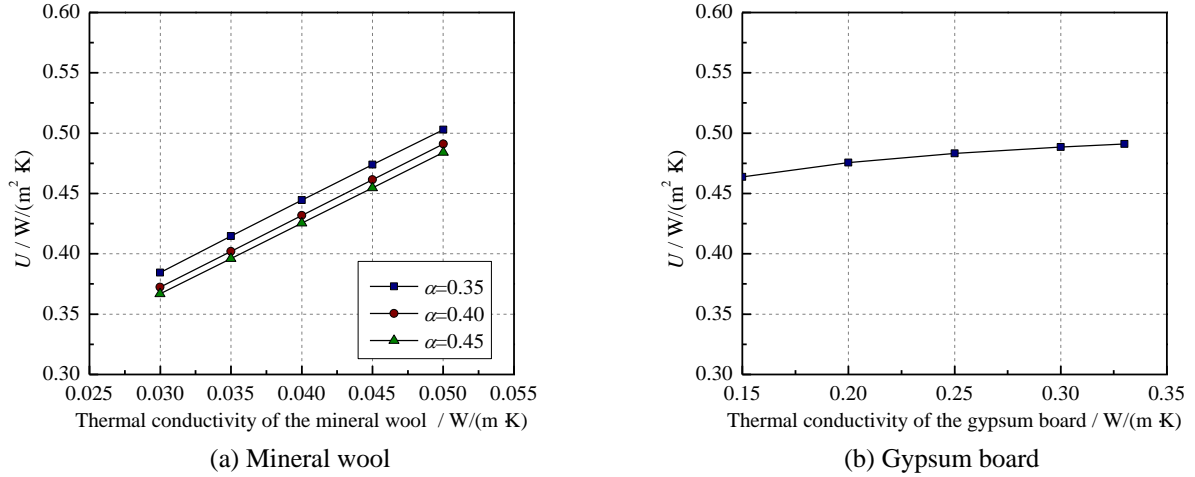 0.60
0.55
0.50
0.45
0.40
0.35
0.30
0.025 0.030 0.035 0.040 0.045 0.050 0.055
U / W/(m² K)
Thermal conductivity of the mineral wool / W/(m K)
α=0.35
α=0.40
α=0.45
(a) Mineral wool
0.60
0.55
0.50
0.45
0.40
0.35
0.30
0.15 0.20 0.25 0.30 0.35
U / W/(m² K)
Thermal conductivity of the gypsum board / W/(m K)
(b) Gypsum board